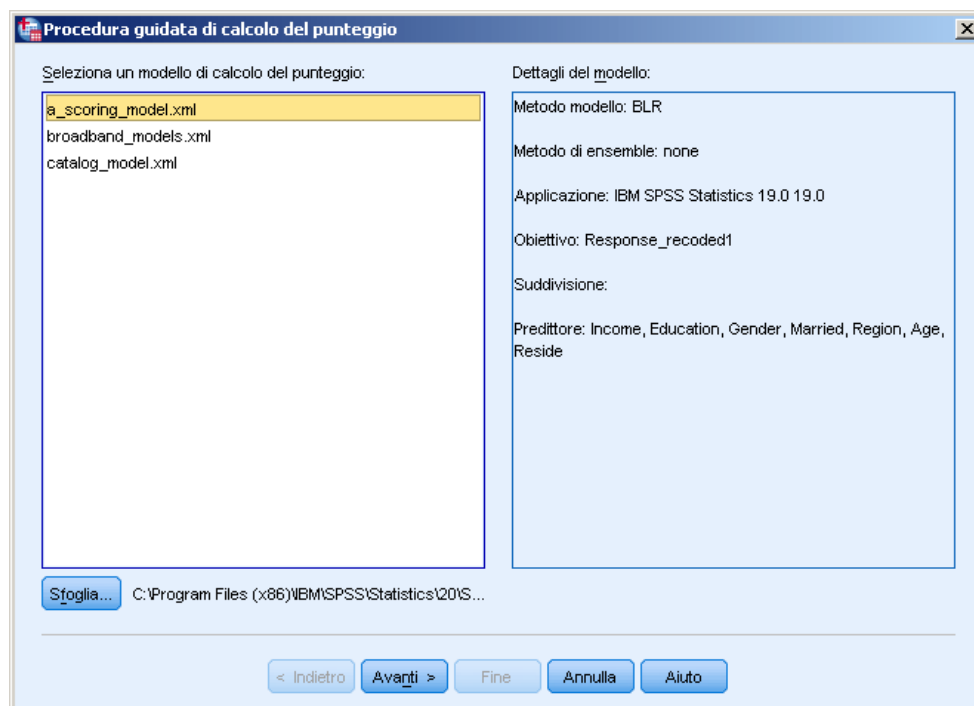 Procedura guidata di calcolo del punteggio
Seleziona un modello di calcolo del punteggio:
a_scoring_model.xml
broadband_models.xml
catalog_model.xml
Dettagli del modello:
Metodo modello: BLR
Metodo di ensemble: none
Applicazione: IBM SPSS Statistics 19.0 19.0
Obiettivo: Response_recoded1
Suddivisione:
Predittore: Income, Education, Gender, Married, Region, Age,
Reside
Sfoglia... C:\Program Files (x86)\IBM\SPSS\Statistics\20\S...
< Indietro Avanti > Fine Annulla Aiuto